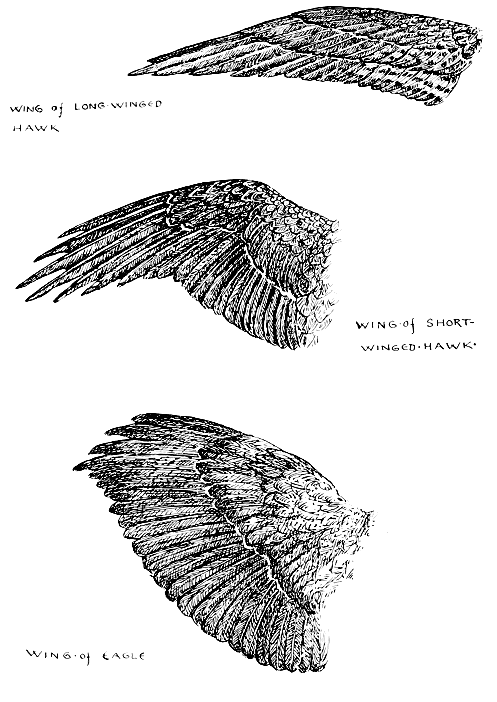 WING of LONG-WINGED
HAWK
WING·of SHORT-
WINGED·HAWK·
WING·of EAGLE